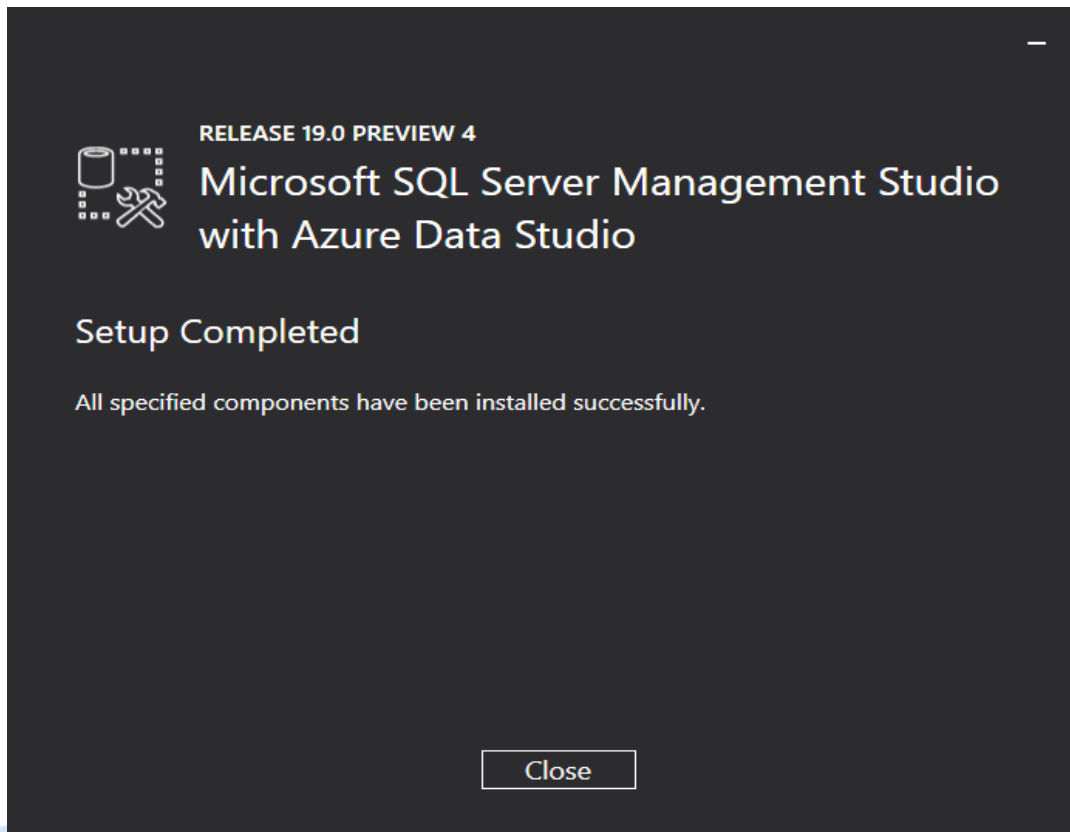 RELEASE 19.0 PREVIEW 4
Microsoft SQL Server Management Studio
with Azure Data Studio
Setup Completed
All specified components have been installed successfully.
Close